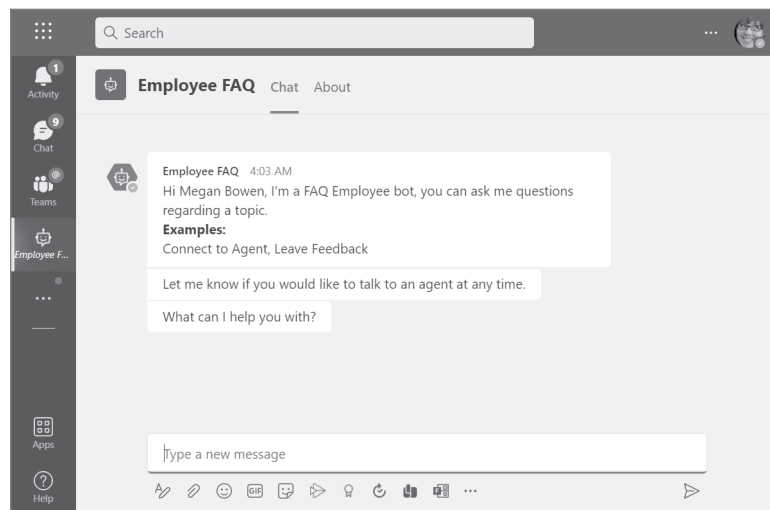 Search
...
1
Activity
Employee FAQ Chat About
9
Chat
Employee FAQ 4:03 AM
Hi Megan Bowen, I'm a FAQ Employee bot, you can ask me questions
regarding a topic.
Examples:
Connect to Agent, Leave Feedback
@
Teams
Employee F...
Let me know if you would like to talk to an agent at any time.
...
What can I help you with?
Apps
Type a new message
Help
GIF
...